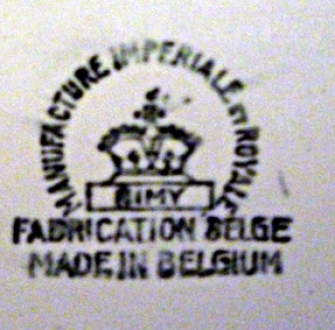 MANUFACTURE IMPERIALE ET ROYALE
NIMY
FABRICATION BELGE
MADE IN BELGIUM